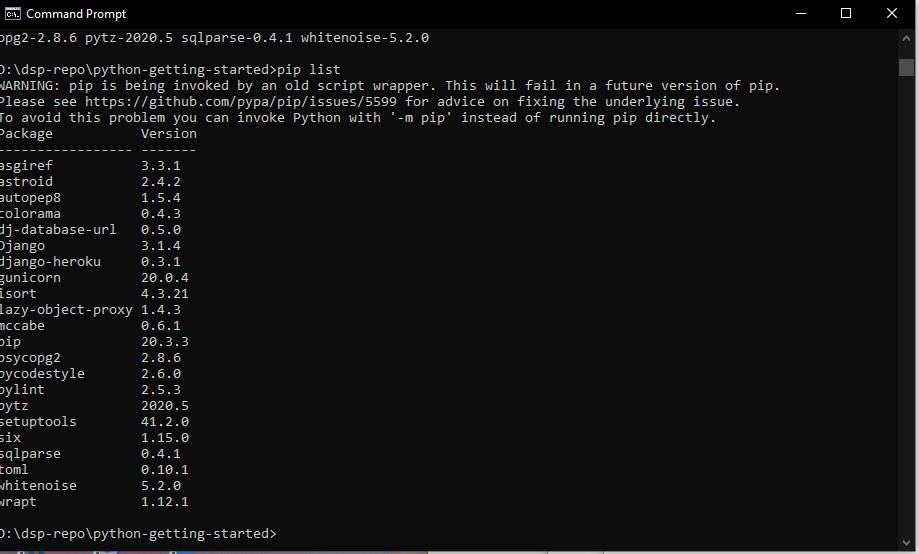 Command Prompt
opg2-2.8.6 pytz-2020.5 sqlparse-0.4.1 whitenoise-5.2.0
D:\dsp-repo\python-getting-started>pip list
WARNING: pip is being invoked by an old script wrapper. This will fail in a future version of pip.
Please see https://github.com/pypa/pip/issues/5599 for advice on fixing the underlying issue.
To avoid this problem you can invoke Python with '-m pip' instead of running pip directly.
Package Version
----------------- -------
asgiref 3.3.1
astroid 2.4.2
autopep8 1.5.4
colorama 0.4.3
dj-database-url 0.5.0
Django 3.1.4
django-heroku 0.3.1
gunicorn 20.0.4
isort 4.3.21
lazy-object-proxy 1.4.3
mccabe 0.6.1
pip 20.3.3
psycopg2 2.8.6
pycodestyle 2.6.0
pylint 2.5.3
pytz 2020.5
setuptools 41.2.0
six 1.15.0
sqlparse 0.4.1
toml 0.10.1
whitenoise 5.2.0
wrapt 1.12.1
D:\dsp-repo\python-getting-started>